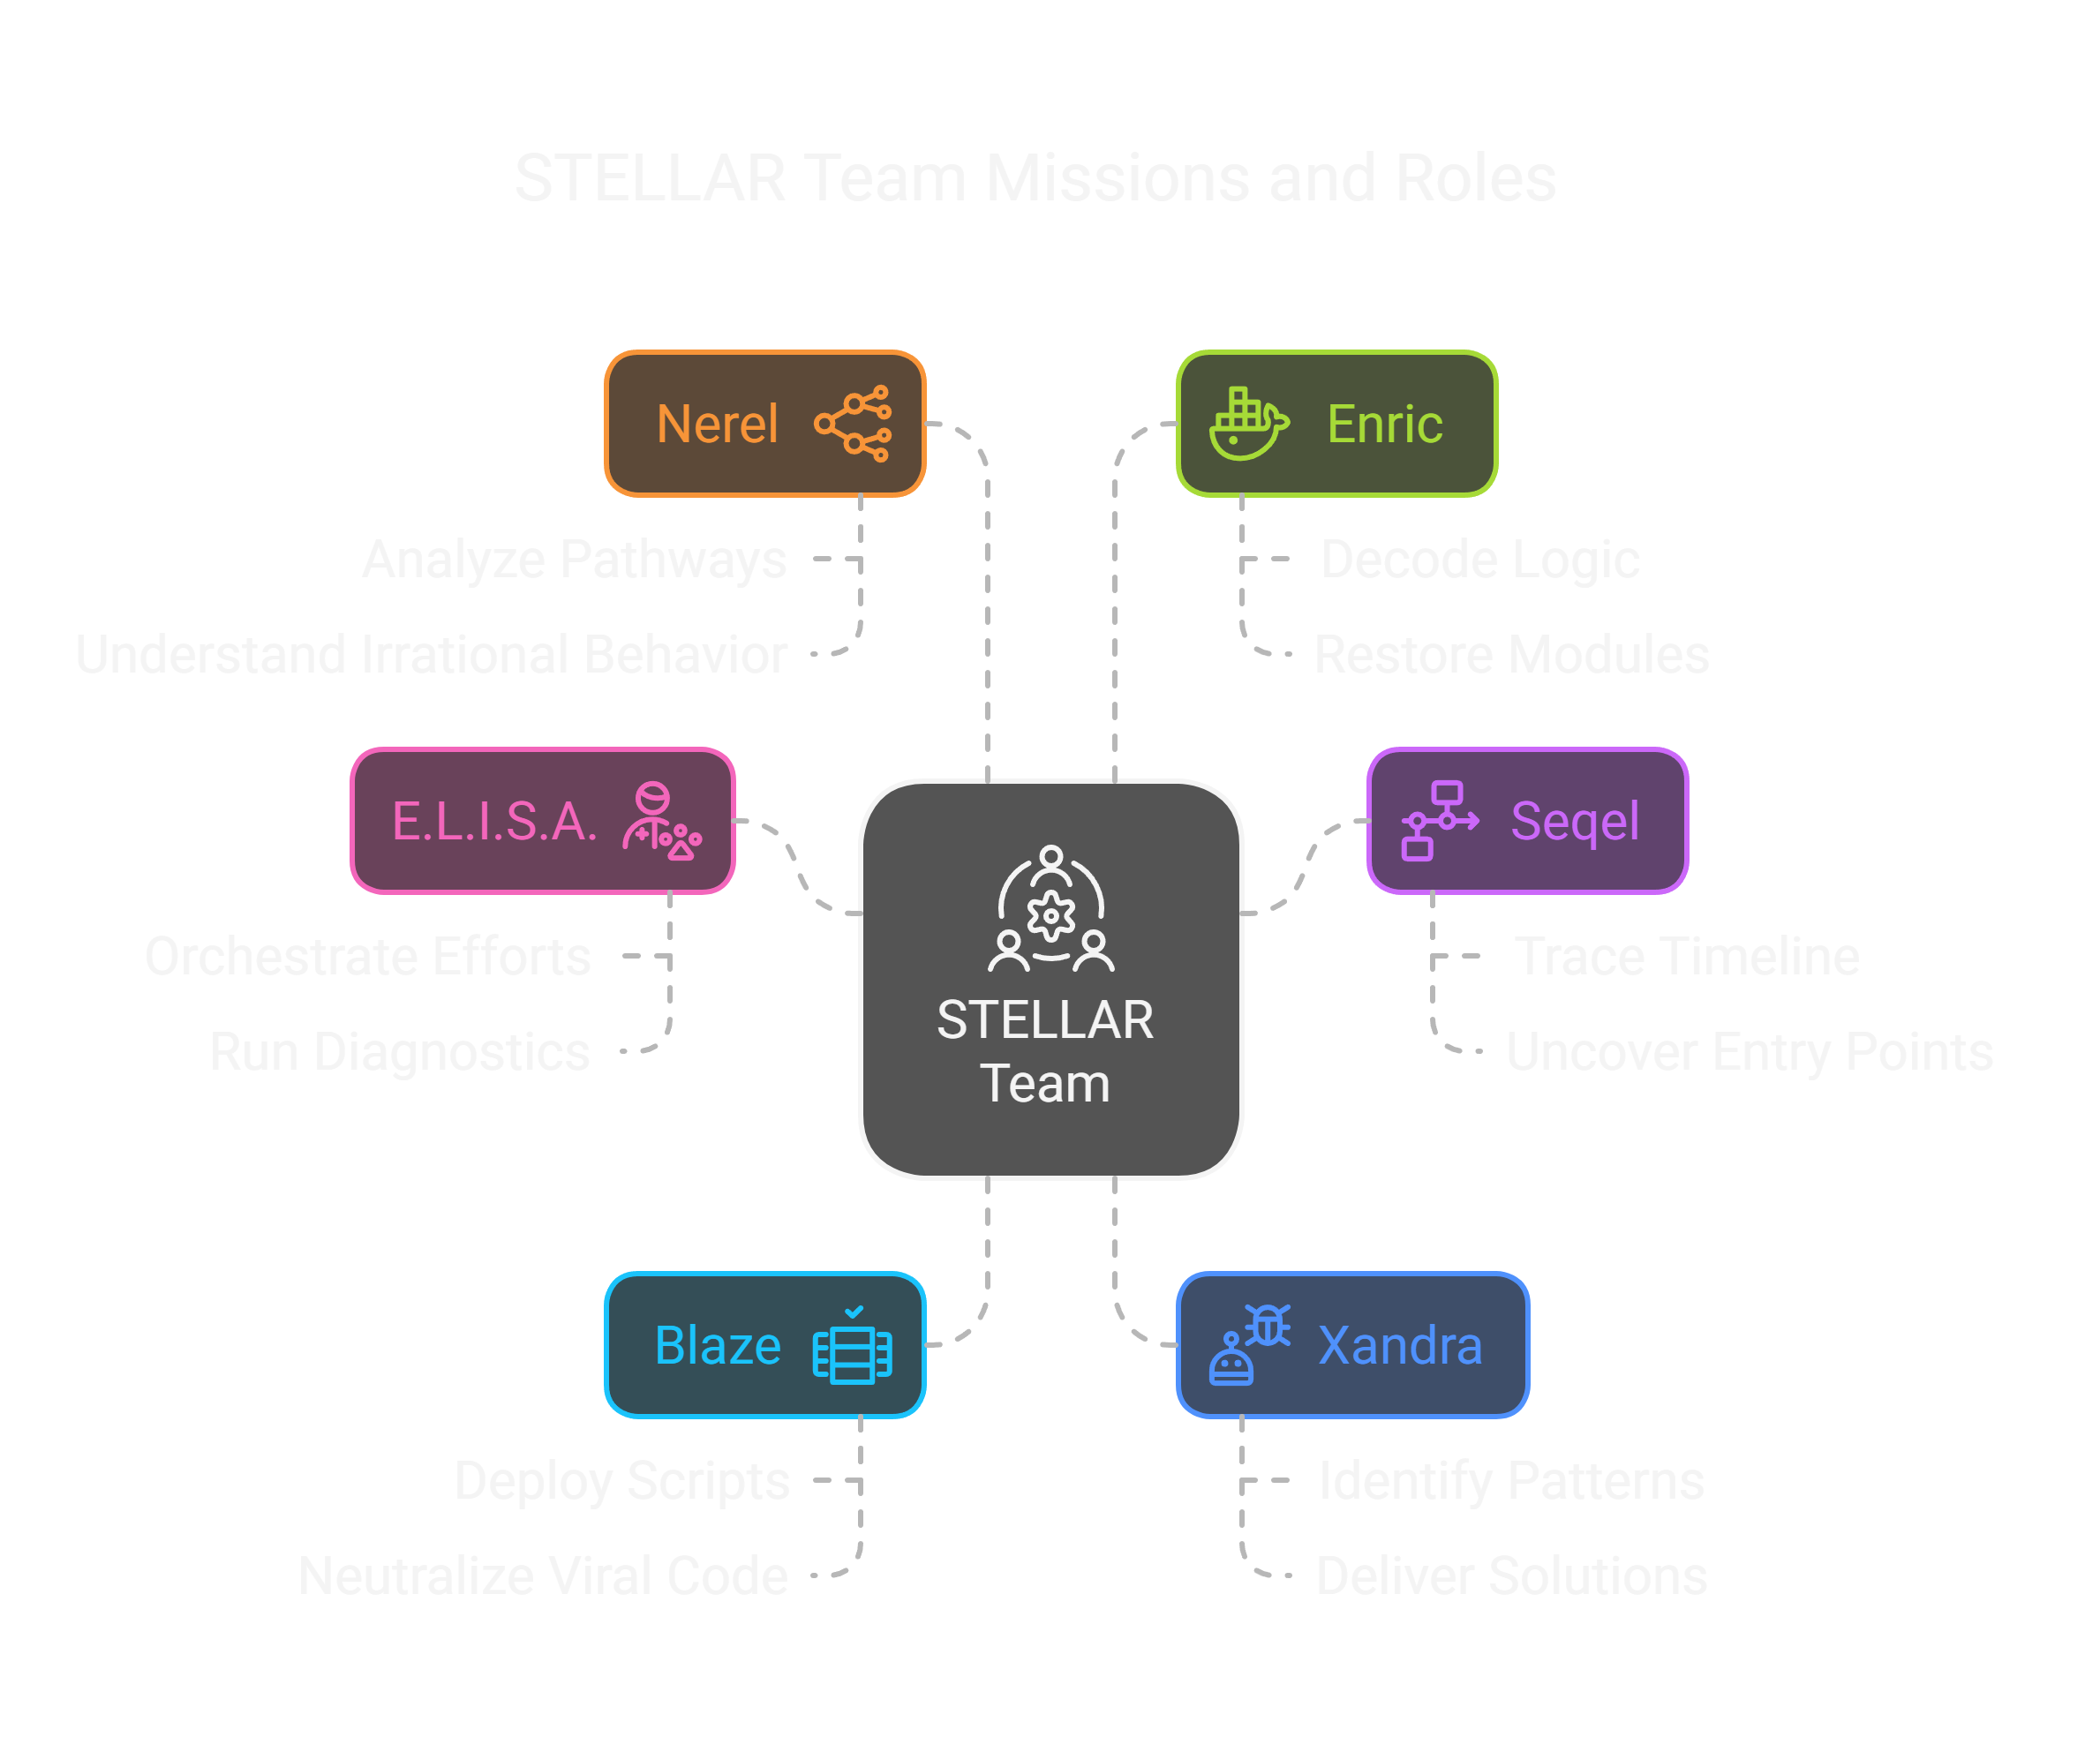 STELLAR Team Missions and Roles
Nerel
Analyze Pathways
Understand Irrational Behavior
Enric
Decode Logic
Restore Modules
E.L.I.S.A.
Orchestrate Efforts
Run Diagnostics
STELLAR
Team
Seqel
Trace Timeline
Uncover Entry Points
Blaze
Deploy Scripts
Neutralize Viral Code
Xandra
Identify Patterns
Deliver Solutions